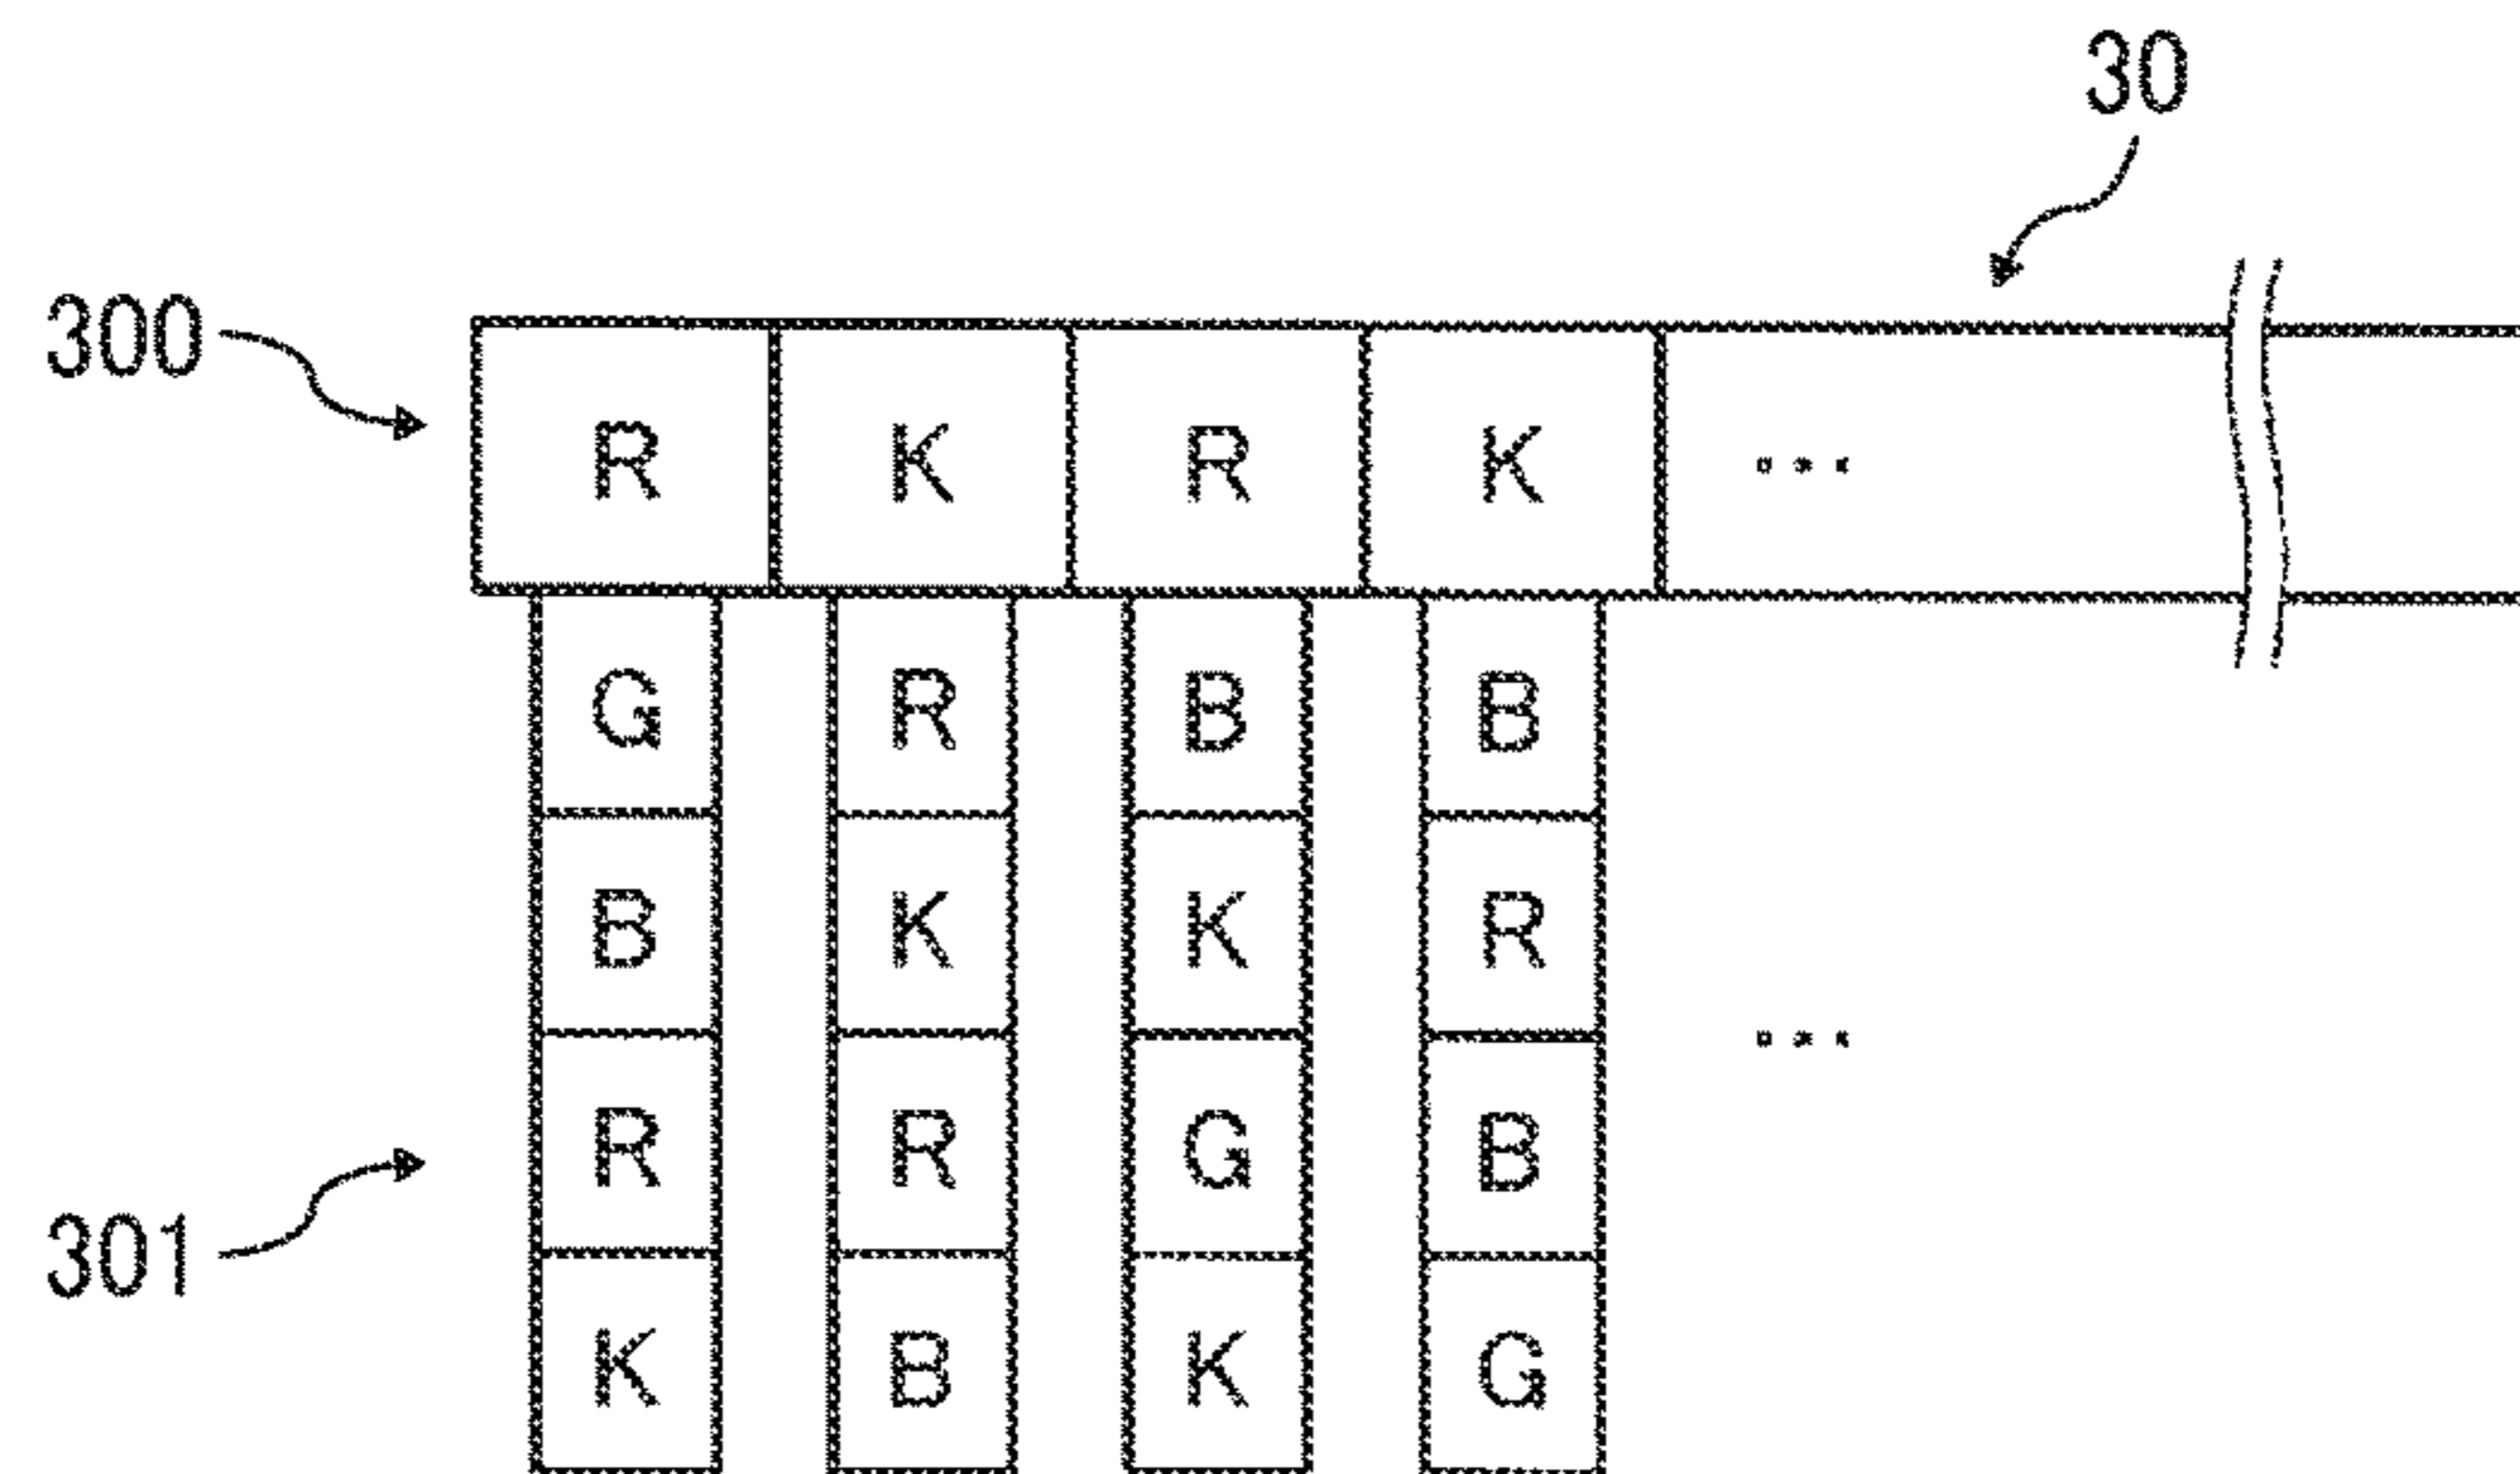 30
300
R K R K ...
G R B B
B K K R
...
R R G B
301
K B K G